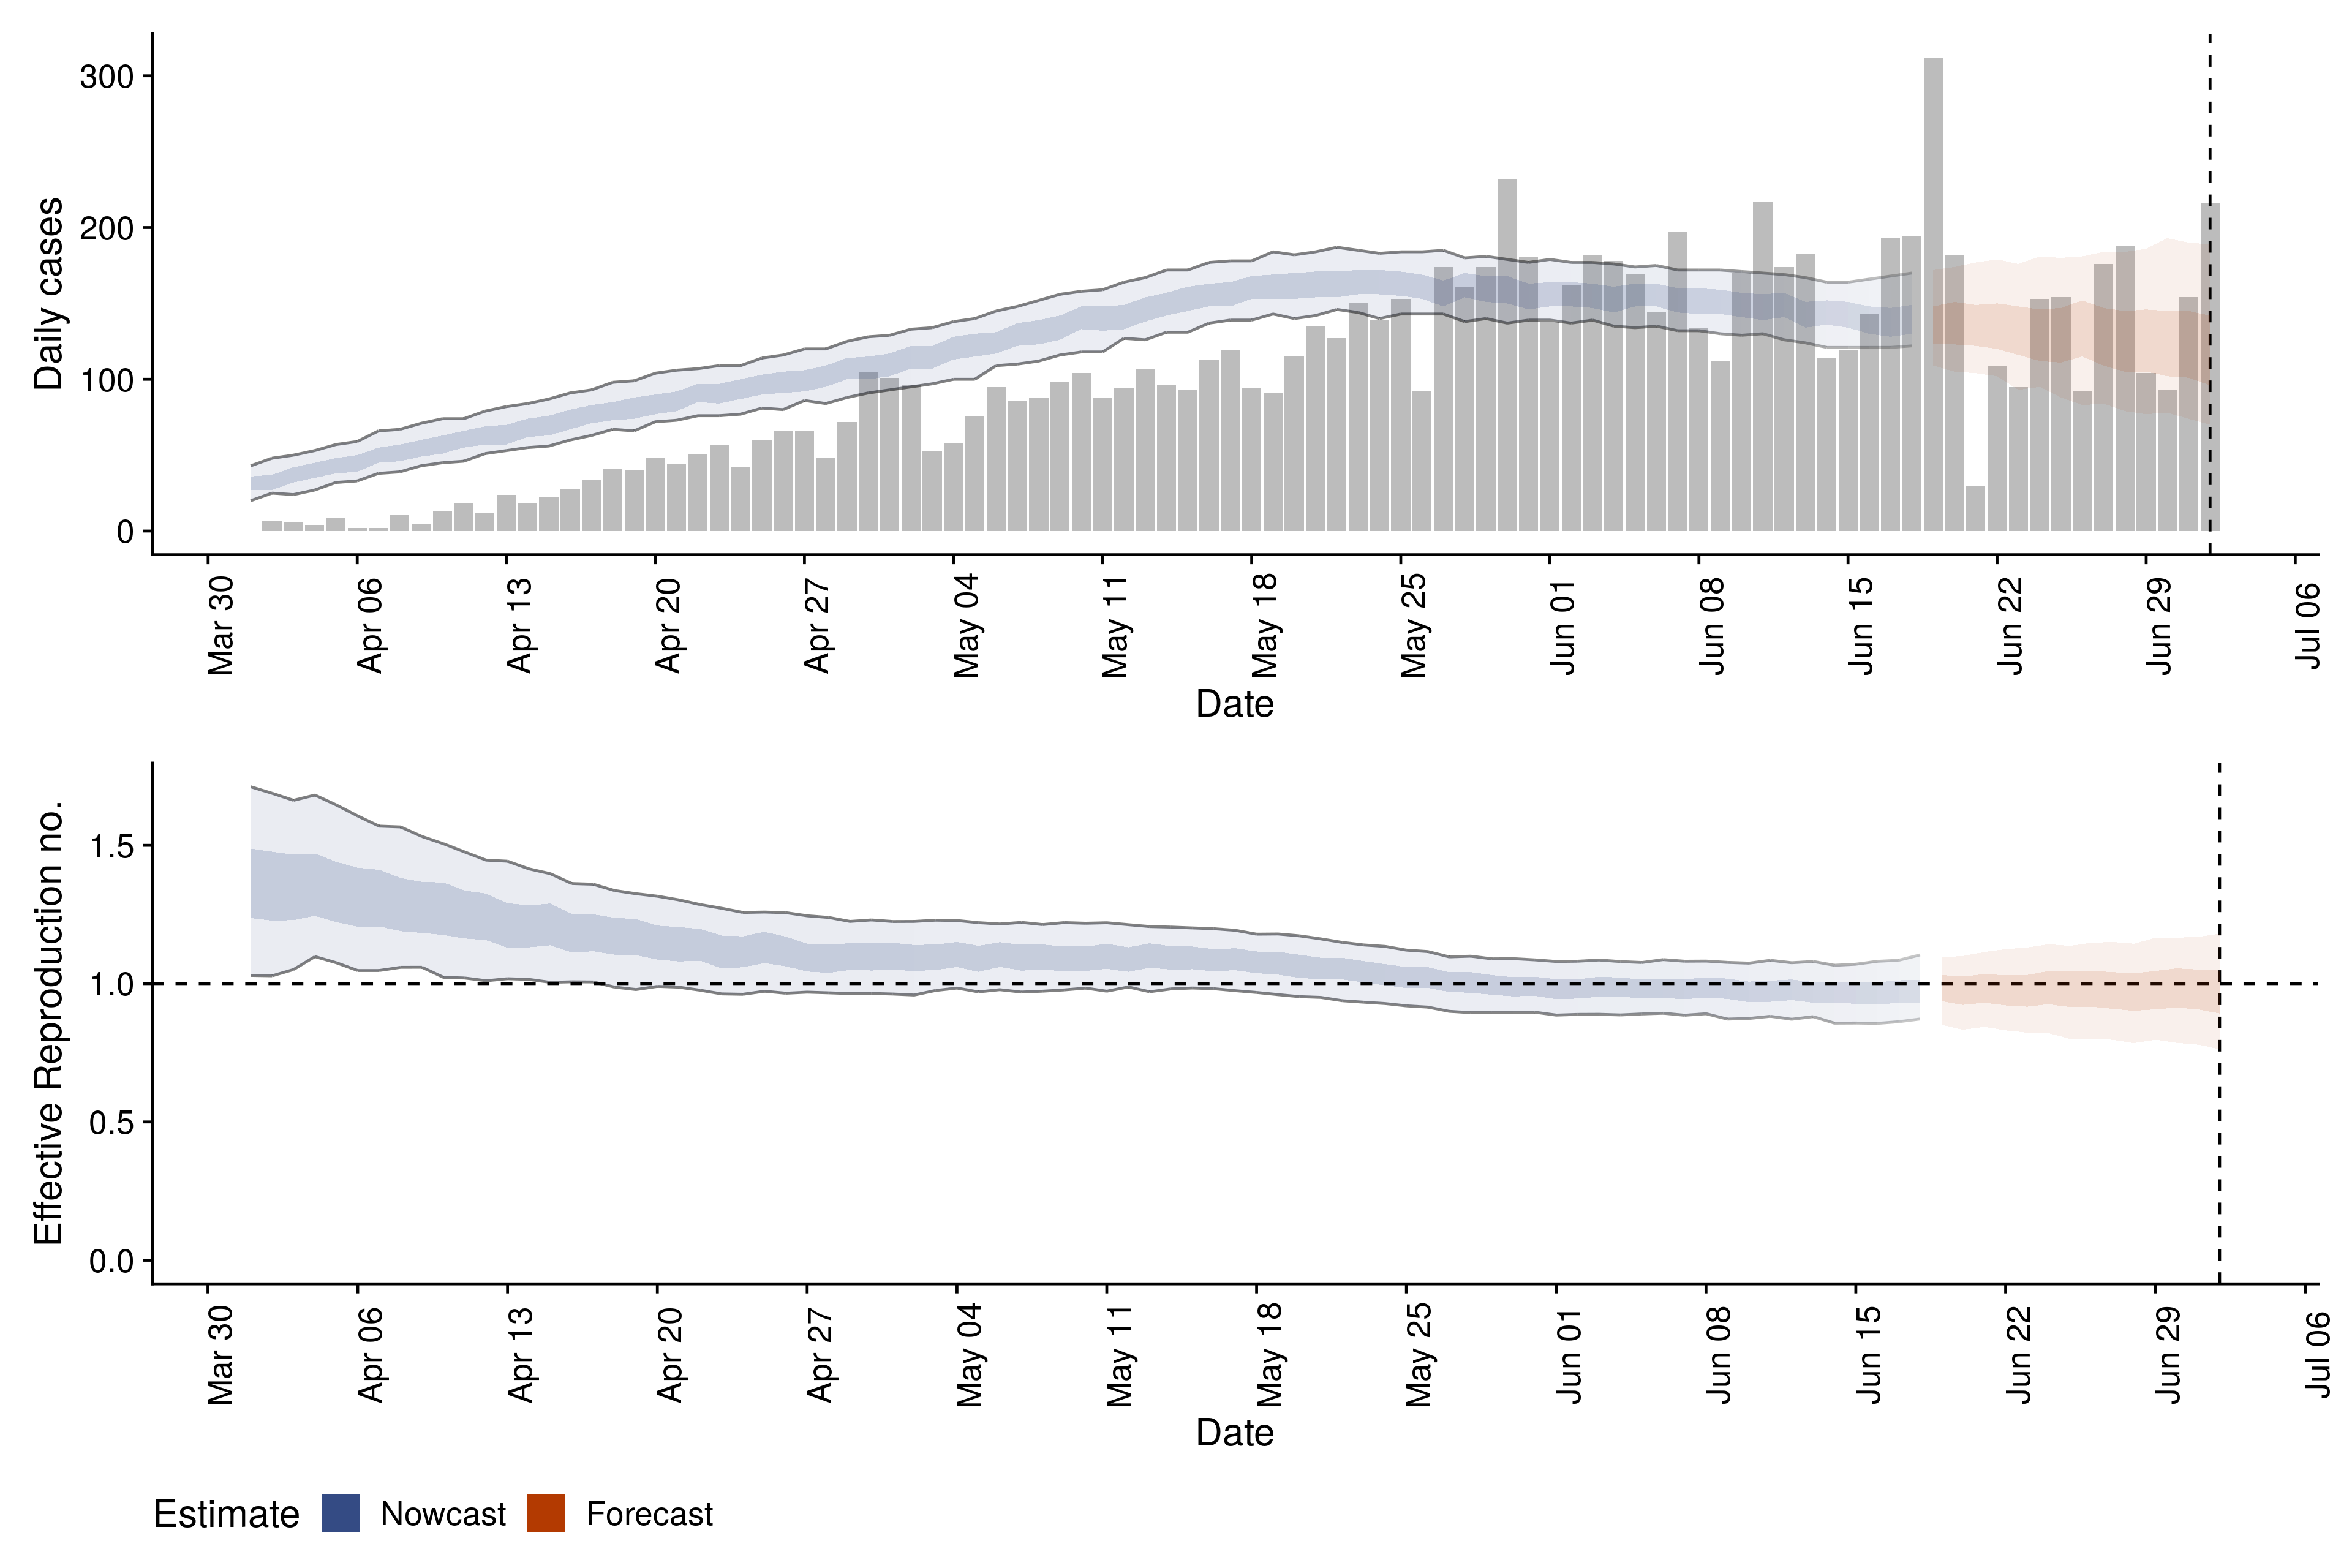 Daily cases
300
200
100
0
Mar 30
Apr 06
Apr 13
Apr 20
Apr 27
May 04
May 11
May 18
May 25
Jun 01
Jun 08
Jun 15
Jun 22
Jun 29
Jul 06
Date
Effective Reproduction no.
1.5
1.0
0.5
0.0
Mar 30
Apr 06
Apr 13
Apr 20
Apr 27
May 04
May 11
May 18
May 25
Jun 01
Jun 08
Jun 15
Jun 22
Jun 29
Jul 06
Date
Estimate Nowcast Forecast